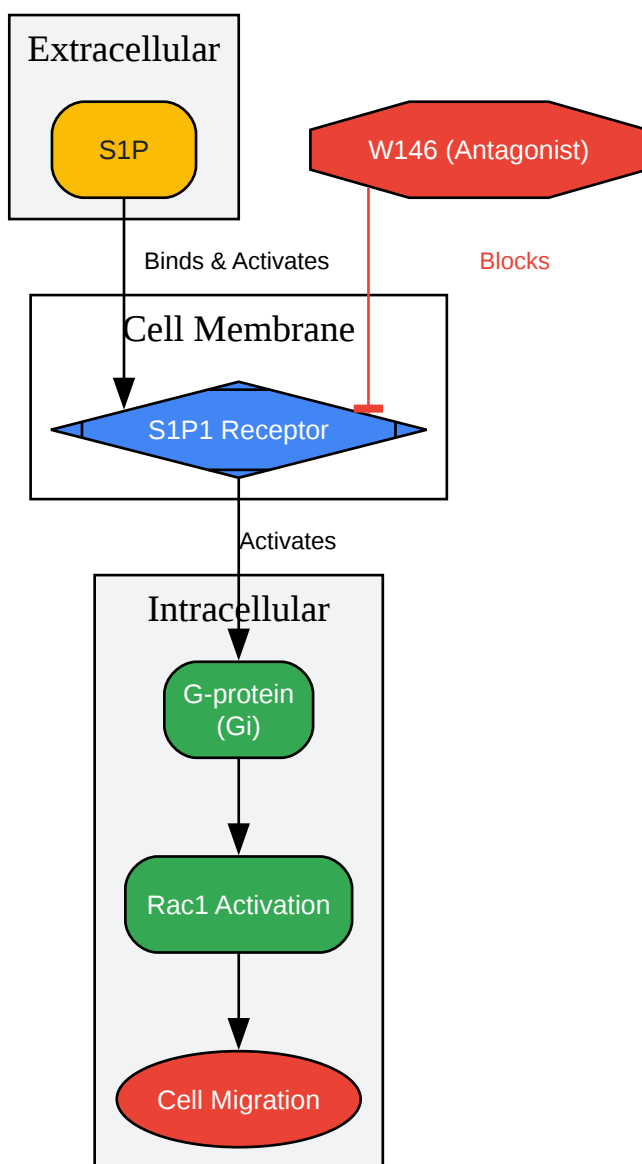 Extracellular
S1P
W146 (Antagonist)
Binds & Activates
Blocks
Cell Membrane
S1P1 Receptor
Activates
Intracellular
G-protein
(Gi)
Rac1 Activation
Cell Migration